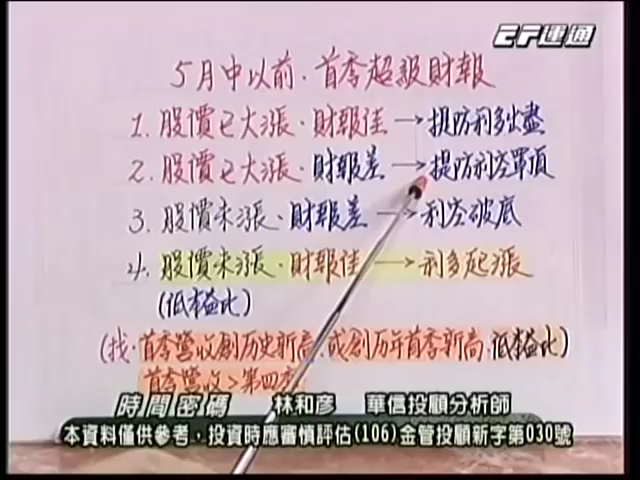 EF運通
5月中以前·首季超級財報
1. 股價已大漲·財報佳→提防利多出盡
2. 股價已大漲·財報差→提防利空罩頂
3. 股價未漲·財報差→利空破底
4. 股價未漲·財報佳→利多起漲
(低本益比)
(找·首季營收創历史新高·或創历年首季新高·低本益比)
首季營收>第四季
時間密碼 林和彥 華信投顧分析師
本資料僅供參考，投資時應審慎評估(106)金管投顧新字第030號